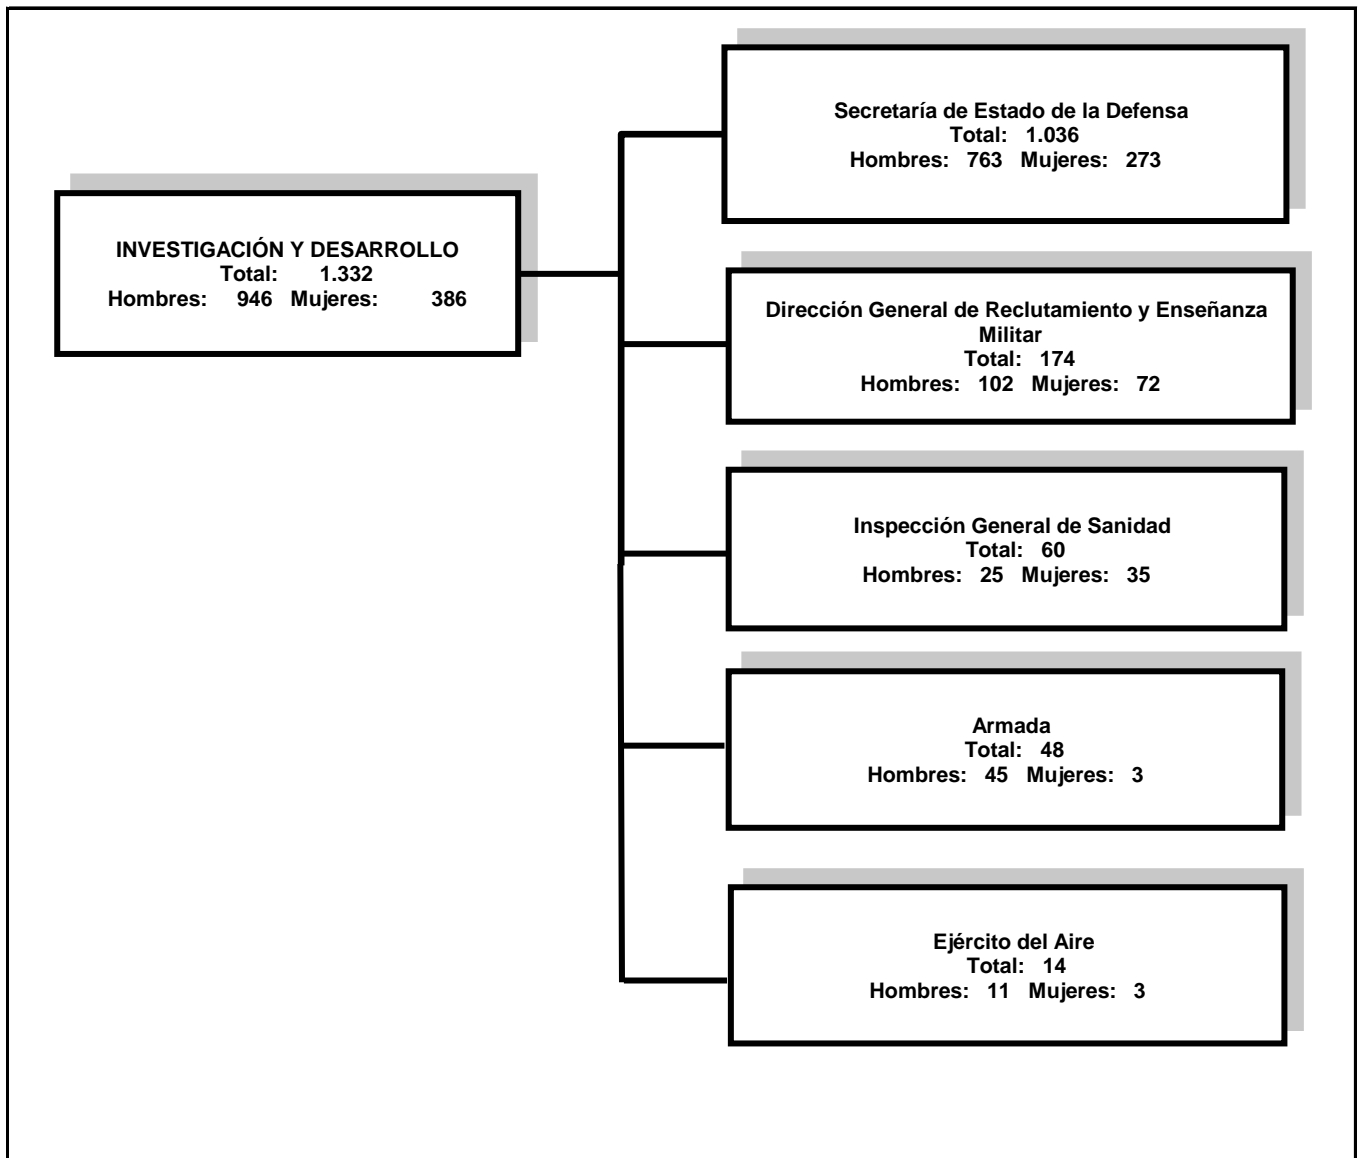 INVESTIGACIÓN Y DESARROLLO
Total: 1.332
Hombres: 946 Mujeres: 386
Secretaría de Estado de la Defensa
Total: 1.036
Hombres: 763 Mujeres: 273
Dirección General de Reclutamiento y Enseñanza
Militar
Total: 174
Hombres: 102 Mujeres: 72
Inspección General de Sanidad
Total: 60
Hombres: 25 Mujeres: 35
Armada
Total: 48
Hombres: 45 Mujeres: 3
Ejército del Aire
Total: 14
Hombres: 11 Mujeres: 3